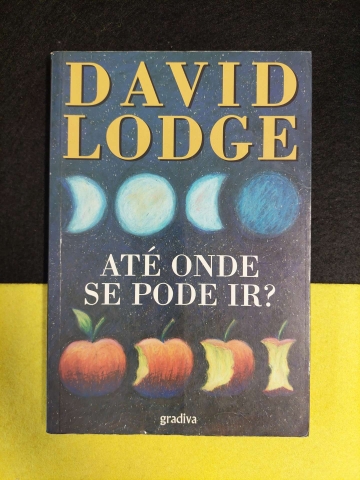 DAVID
LODGE
ATÉ ONDE
SE PODE IR?
gradiva